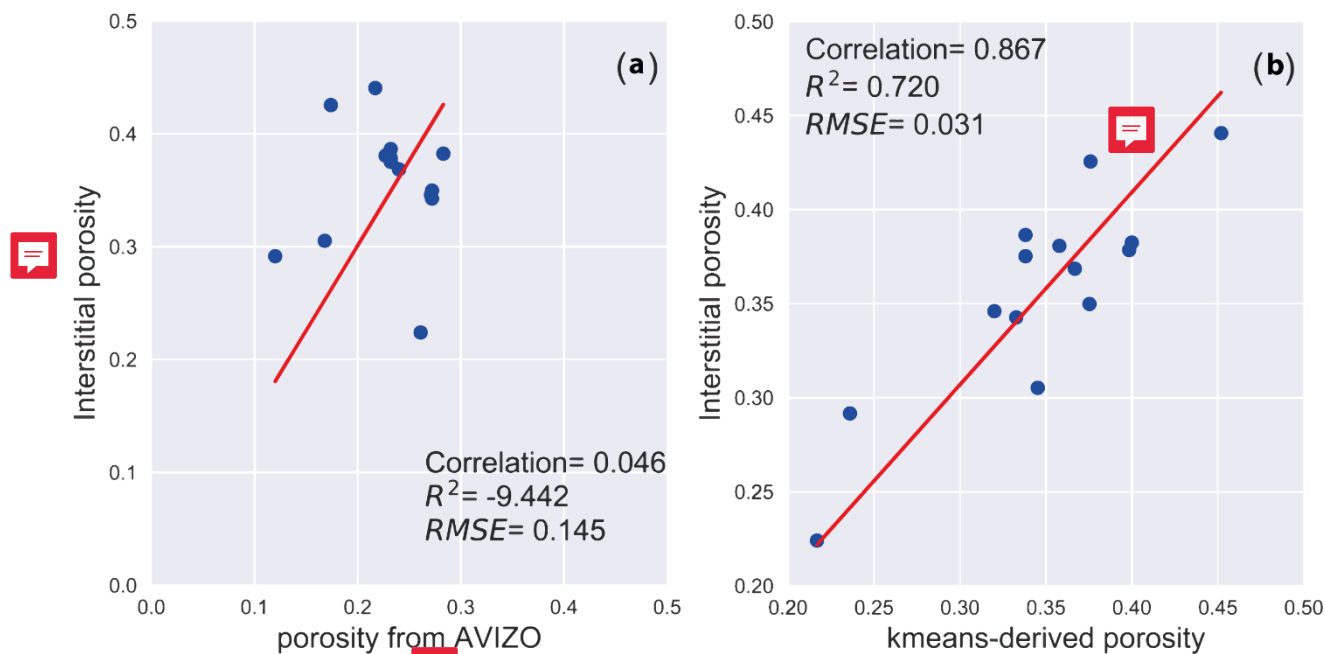 (a)
Interstitial porosity
0.5
0.4
0.3
0.2
0.1
0.0
Correlation= 0.046
R²= -9.442
RMSE= 0.145
0.0 0.1 0.2 0.3 0.4 0.5
porosity from AVIZO
(b)
Correlation= 0.867
R²= 0.720
RMSE= 0.031
Interstial porosity
0.50
0.45
0.40
0.35
0.30
0.25
0.20
0.20 0.25 0.30 0.35 0.40 0.45 0.50
kmeans-derived porosity